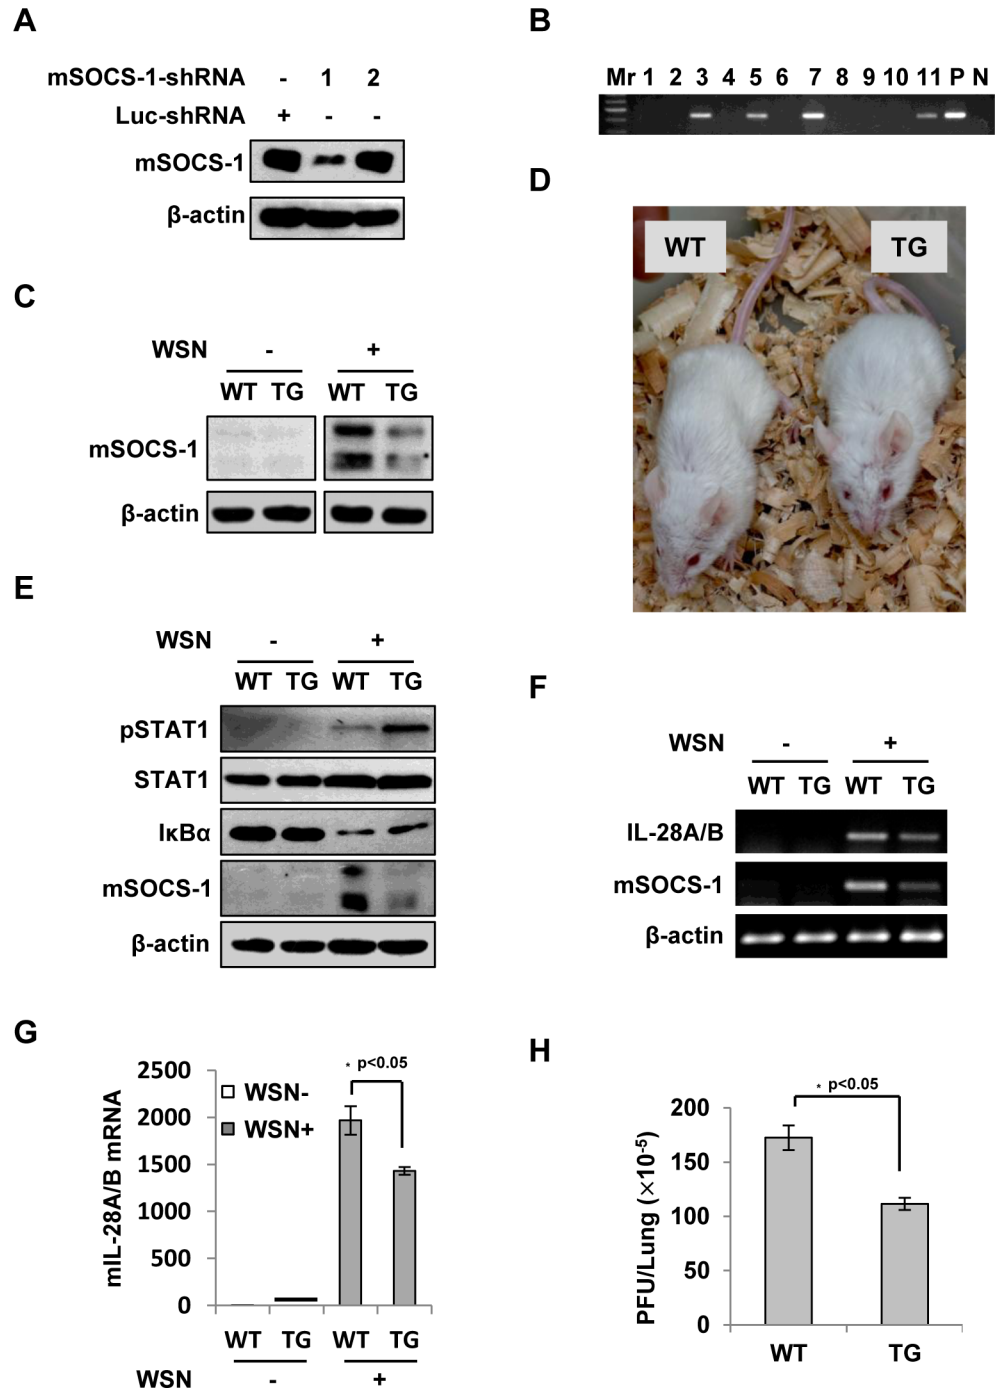 A
mSOCS-1-shRNA - 1 2
Luc-shRNA + - -
mSOCS-1
β-actin
B
Mr 1 2 3 4 5 6 7 8 9 10 11 P N
C
WSN - +
WT TG WT TG
mSOCS-1
β-actin
D
WT TG
E
WSN - +
WT TG WT TG
pSTAT1
STAT1
IκBα
mSOCS-1
β-actin
F
WSN - +
WT TG WT TG
IL-28A/B
mSOCS-1
β-actin
G
mIL-28A/B mRNA
2500
2000
1500
1000
500
0
WSN-
WSN+
* p<0.05
WT TG WT TG
WSN - +
H
PFU/Lung (×10-5)
200
150
100
50
0
* p<0.05
WT TG